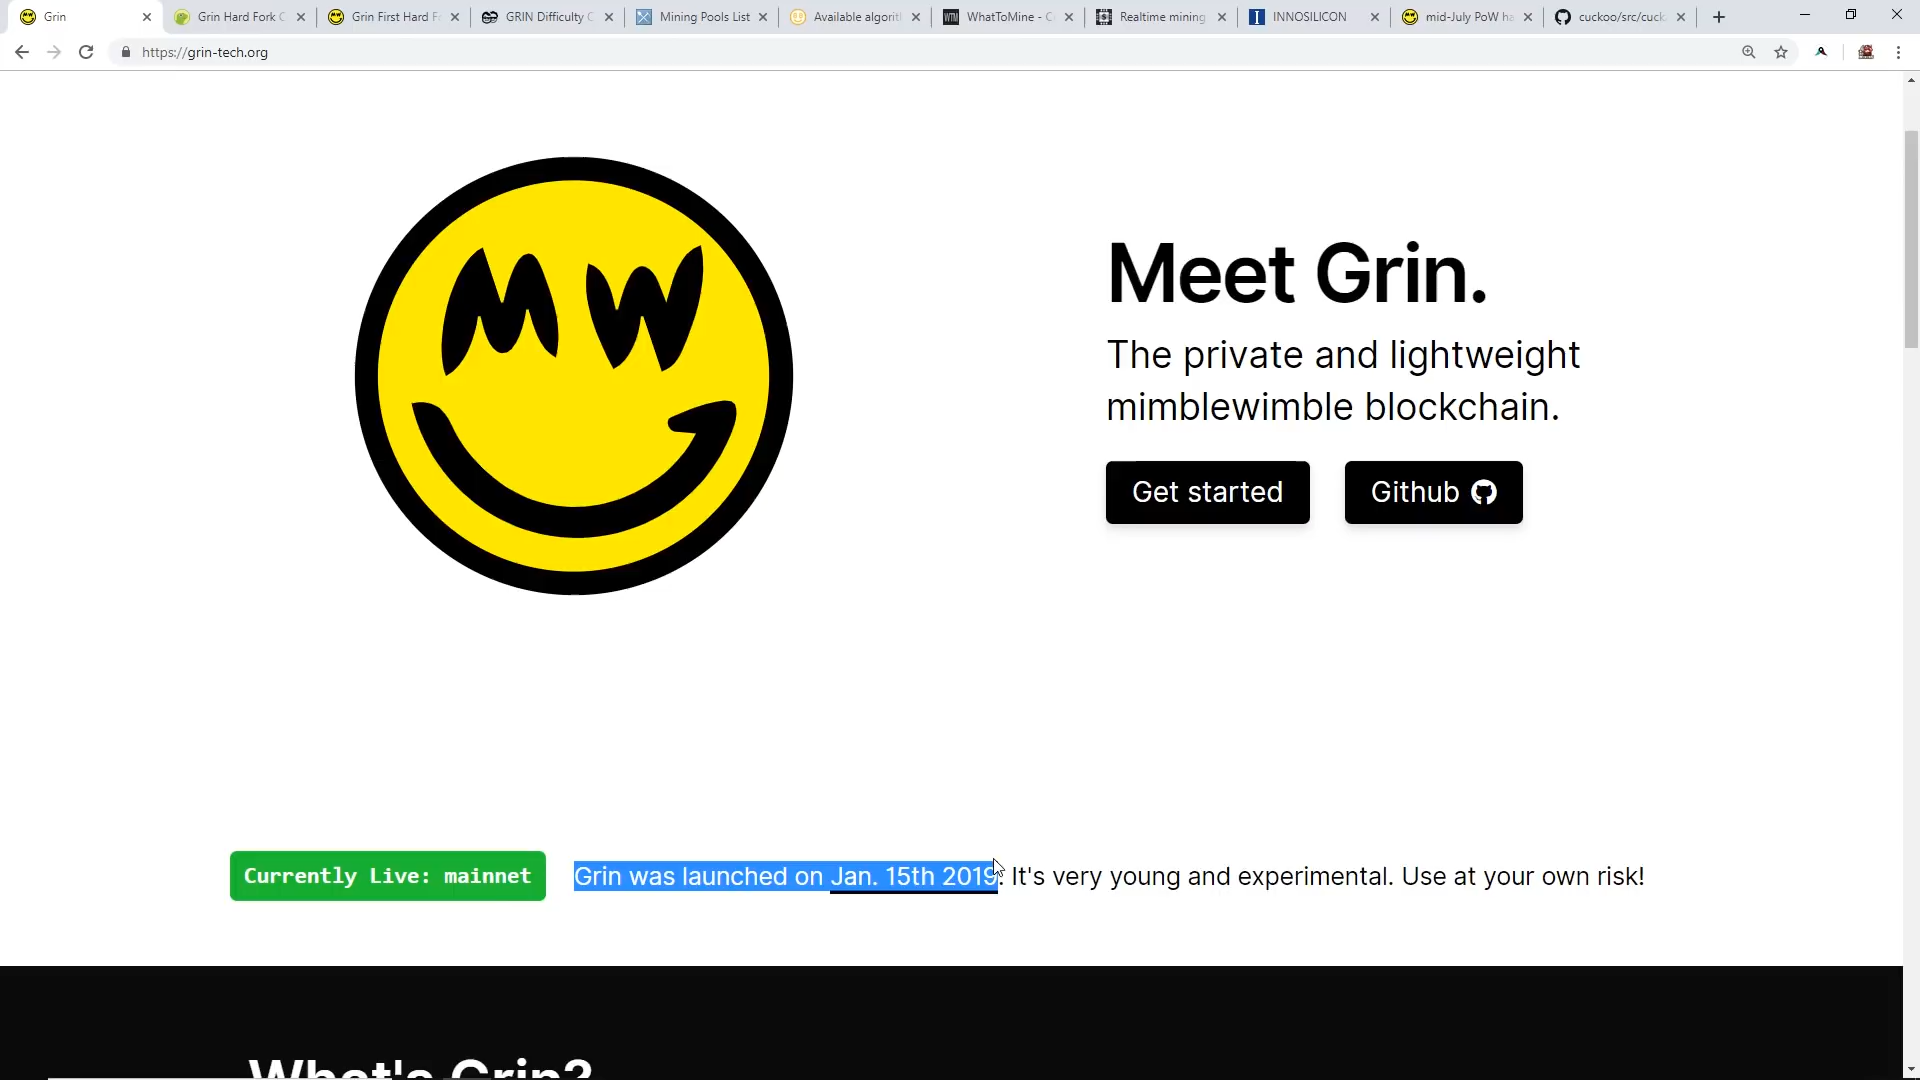 Grin
Grin Hard Fork C
Grin First Hard F
GRIN Difficulty C
Mining Pools List
Available algorit
WTM
WhatToMine - C
Realtime mining
INNOSILICON
mid-July PoW ha
cuckoo/src/cuck
https://grin-tech.org
MW
Meet Grin.
The private and lightweight
mimblewimble blockchain.
Get started
Github
Currently Live: mainnet
Grin was launched on Jan. 15th 2019. It's very young and experimental. Use at your own risk!
What's Grin?